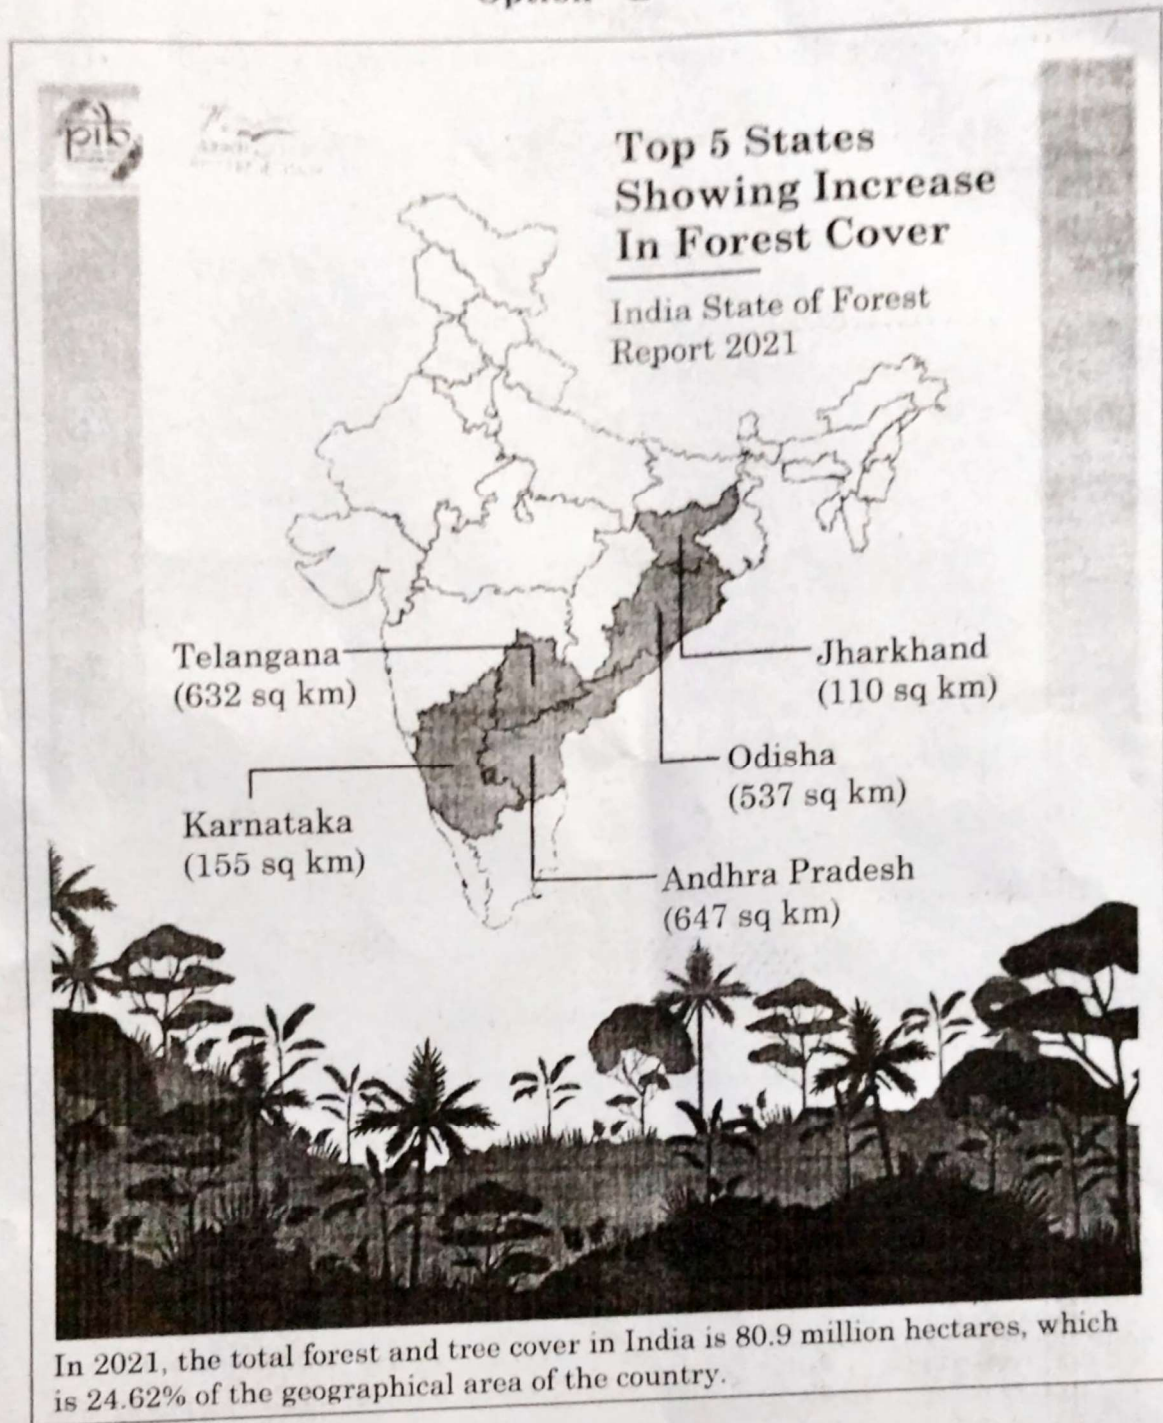 pib
Top 5 States
Showing Increase
In Forest Cover
India State of Forest
Report 2021
Telangana
(632 sq km)
Jharkhand
(110 sq km)
Odisha
(537 sq km)
Karnataka
(155 sq km)
Andhra Pradesh
(647 sq km)
In 2021, the total forest and tree cover in India is 80.9 million hectares, which
is 24.62% of the geographical area of the country.